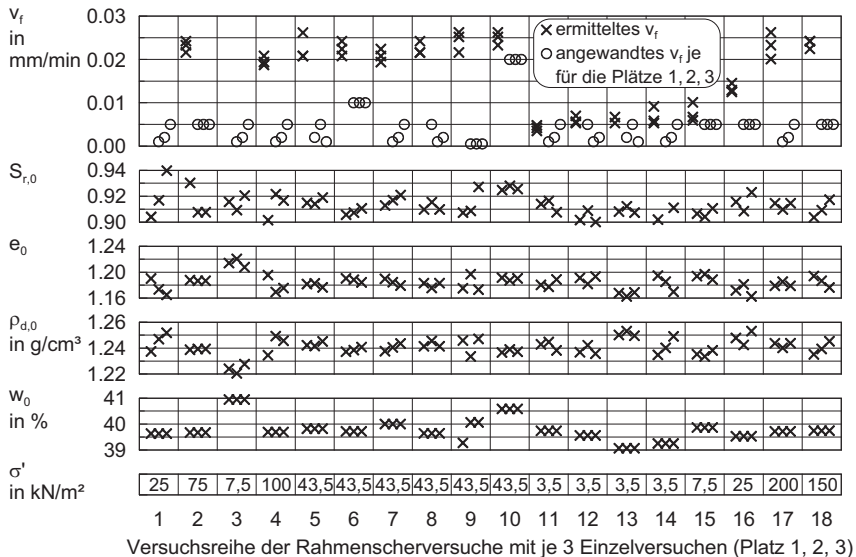 v_f
in
mm/min
0.03
0.02
0.01
0.00
× ermitteltes v_f
○ angewandtes v_f je
für die Plätze 1, 2, 3
S_r,0
0.94
0.92
0.90
e_0
1.24
1.20
1.16
ρ_d,0
in g/cm³
1.26
1.24
1.22
w_0
in %
41
40
39
σ'
in kN/m²
25 75 7,5 100 43,5 43,5 43,5 43,5 43,5 43,5 3,5 3,5 3,5 3,5 7,5 25 200 150
1 2 3 4 5 6 7 8 9 10 11 12 13 14 15 16 17 18
Versuchsreihe der Rahmenscherversuche mit je 3 Einzelversuchen (Platz 1, 2, 3)